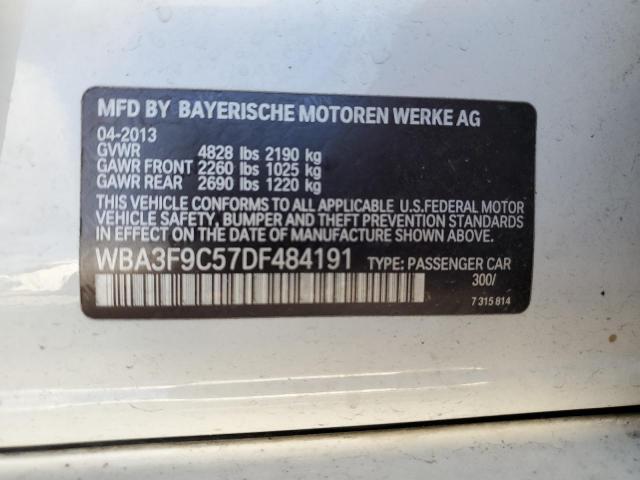 MFD BY BAYERISCHE MOTOREN WERKE AG
04-2013
GVWR 4828 lbs 2190 kg
GAWR FRONT 2260 lbs 1025 kg
GAWR REAR 2690 lbs 1220 kg
THIS VEHICLE CONFORMS TO ALL APPLICABLE U.S.FEDERAL MOTOR
VEHICLE SAFETY, BUMPER AND THEFT PREVENTION STANDARDS
IN EFFECT ON THE DATE OF MANUFACTURE SHOWN ABOVE.
WBA3F9C57DF484191 TYPE: PASSENGER CAR
300/
7 315 814